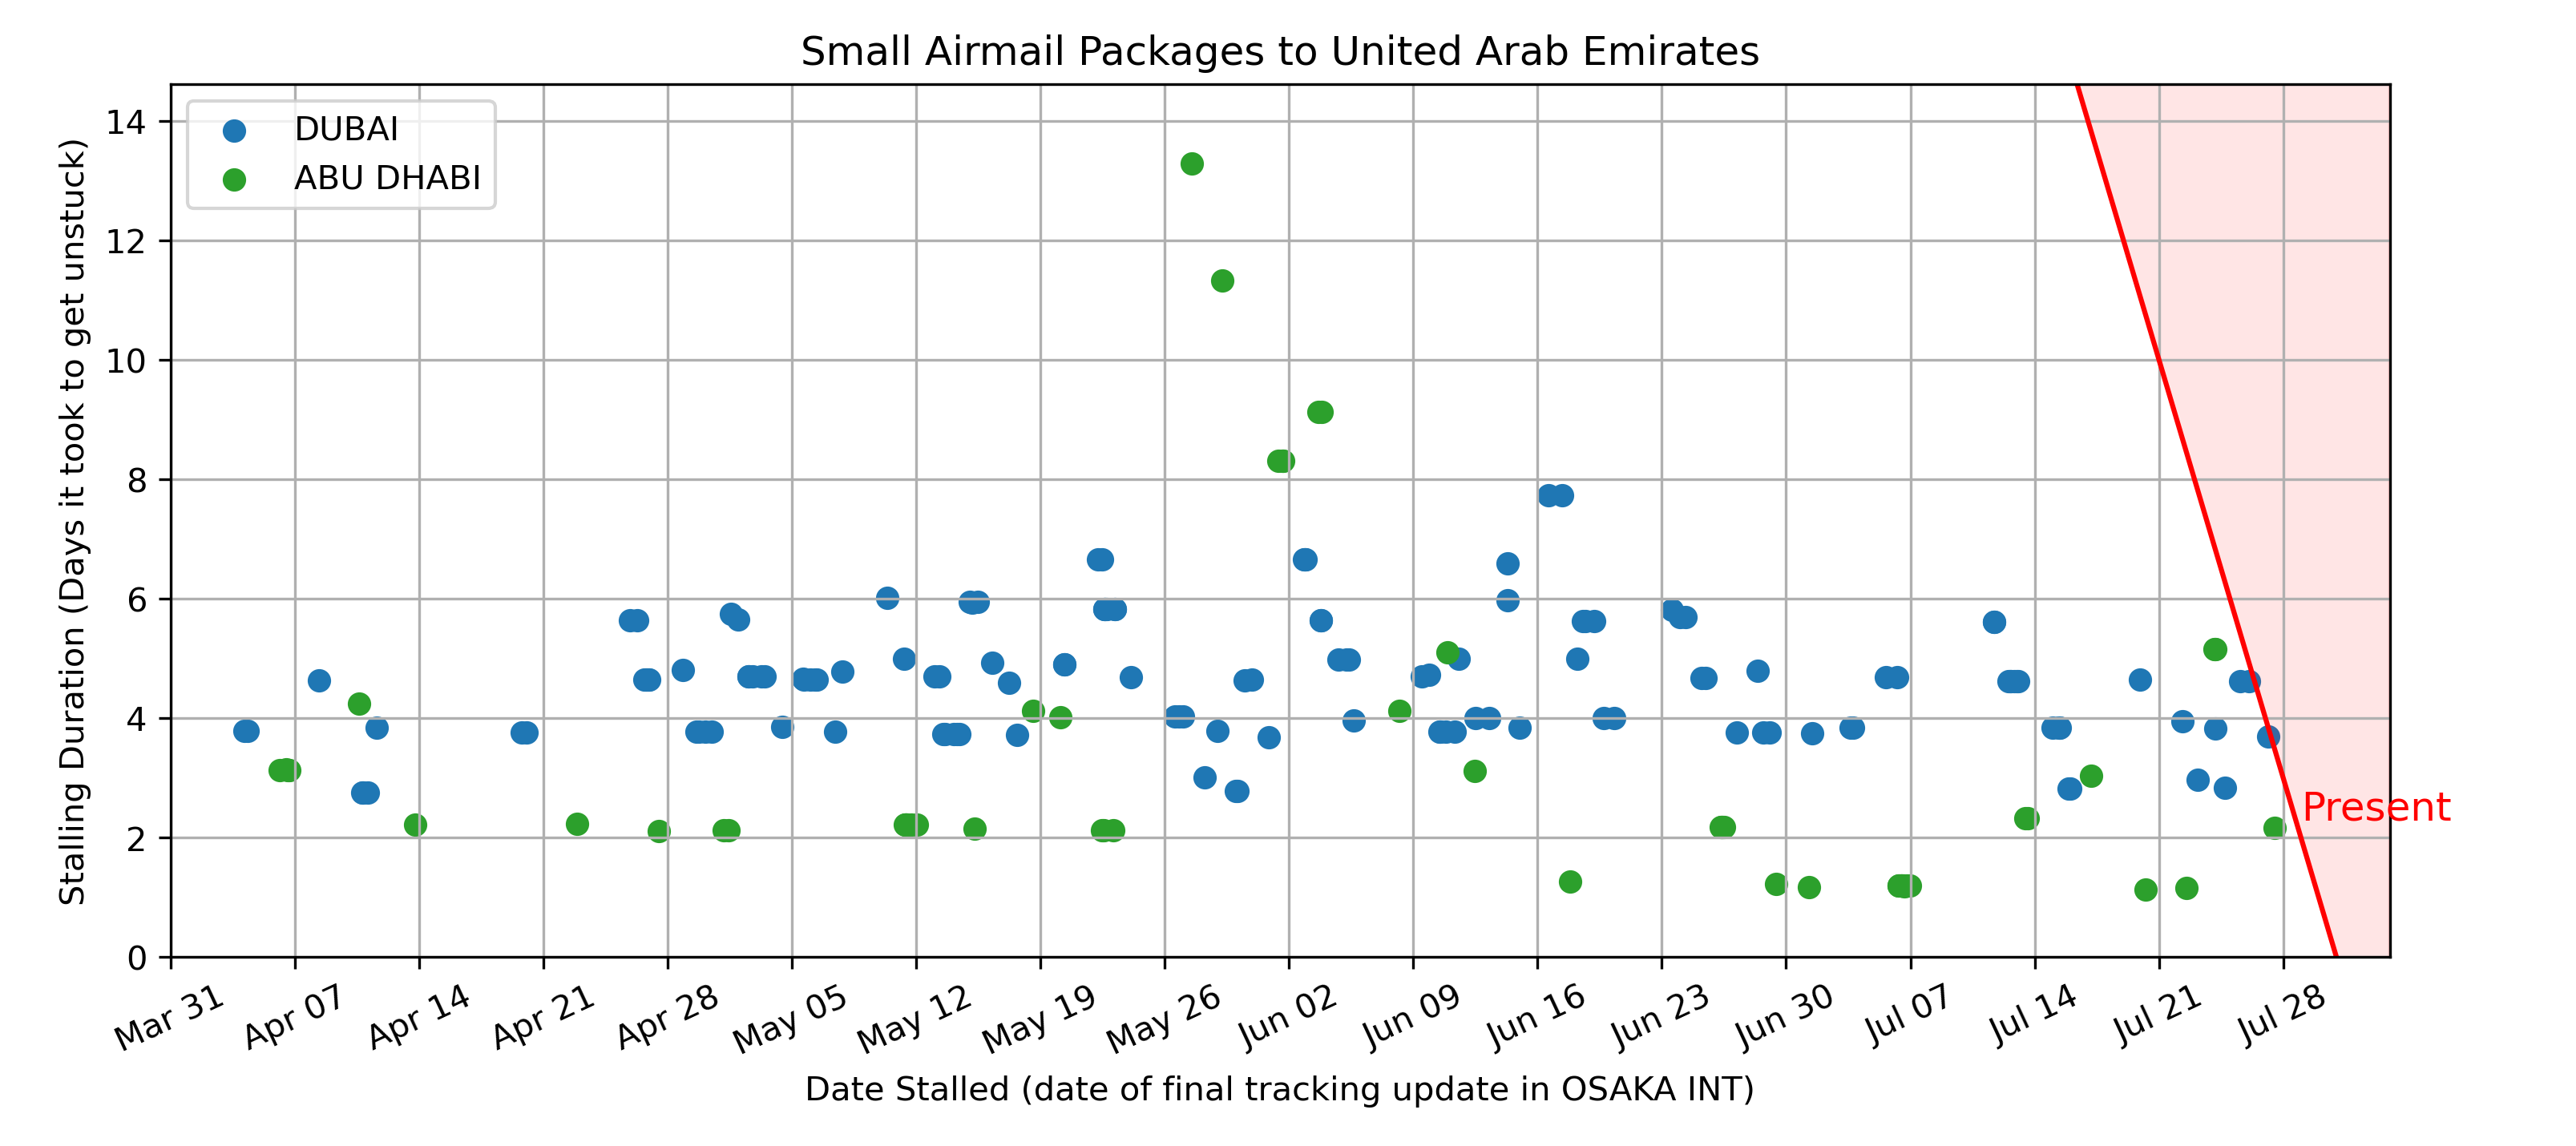 Small Airmail Packages to United Arab Emirates
DUBAI
ABU DHABI
Stalling Duration (Days it took to get unstuck)
14
12
10
8
6
4
2
0
Present
Mar 31
Apr 07
Apr 14
Apr 21
Apr 28
May 05
May 12
May 19
May 26
Jun 02
Jun 09
Jun 16
Jun 23
Jun 30
Jul 07
Jul 14
Jul 21
Jul 28
Date Stalled (date of final tracking update in OSAKA INT)